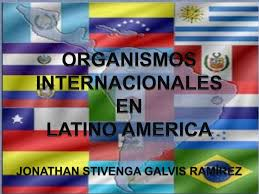 ORGANISMOS
INTERNACIONALES
EN
LATINO AMERICA
JONATHAN STIVENGA GALVIS RAMIREZ